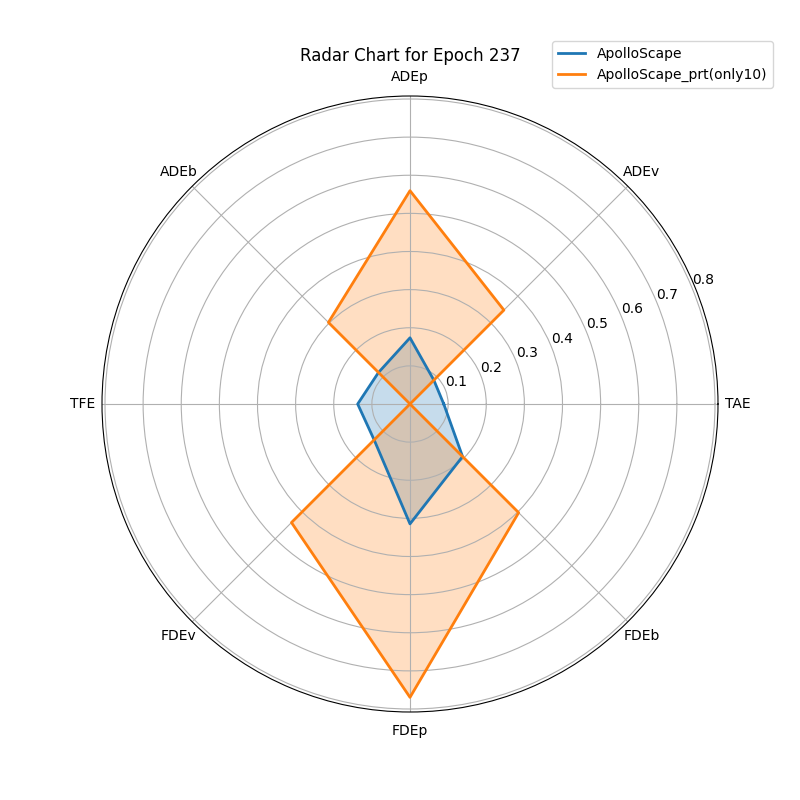 Radar Chart for Epoch 237
ApolloScape
ApolloScape_prt(only10)
ADEp
ADEb
ADEv
0.8
0.7
0.6
0.5
0.4
0.3
0.2
0.1
TFE
TAE
FDEv
FDEb
FDEp